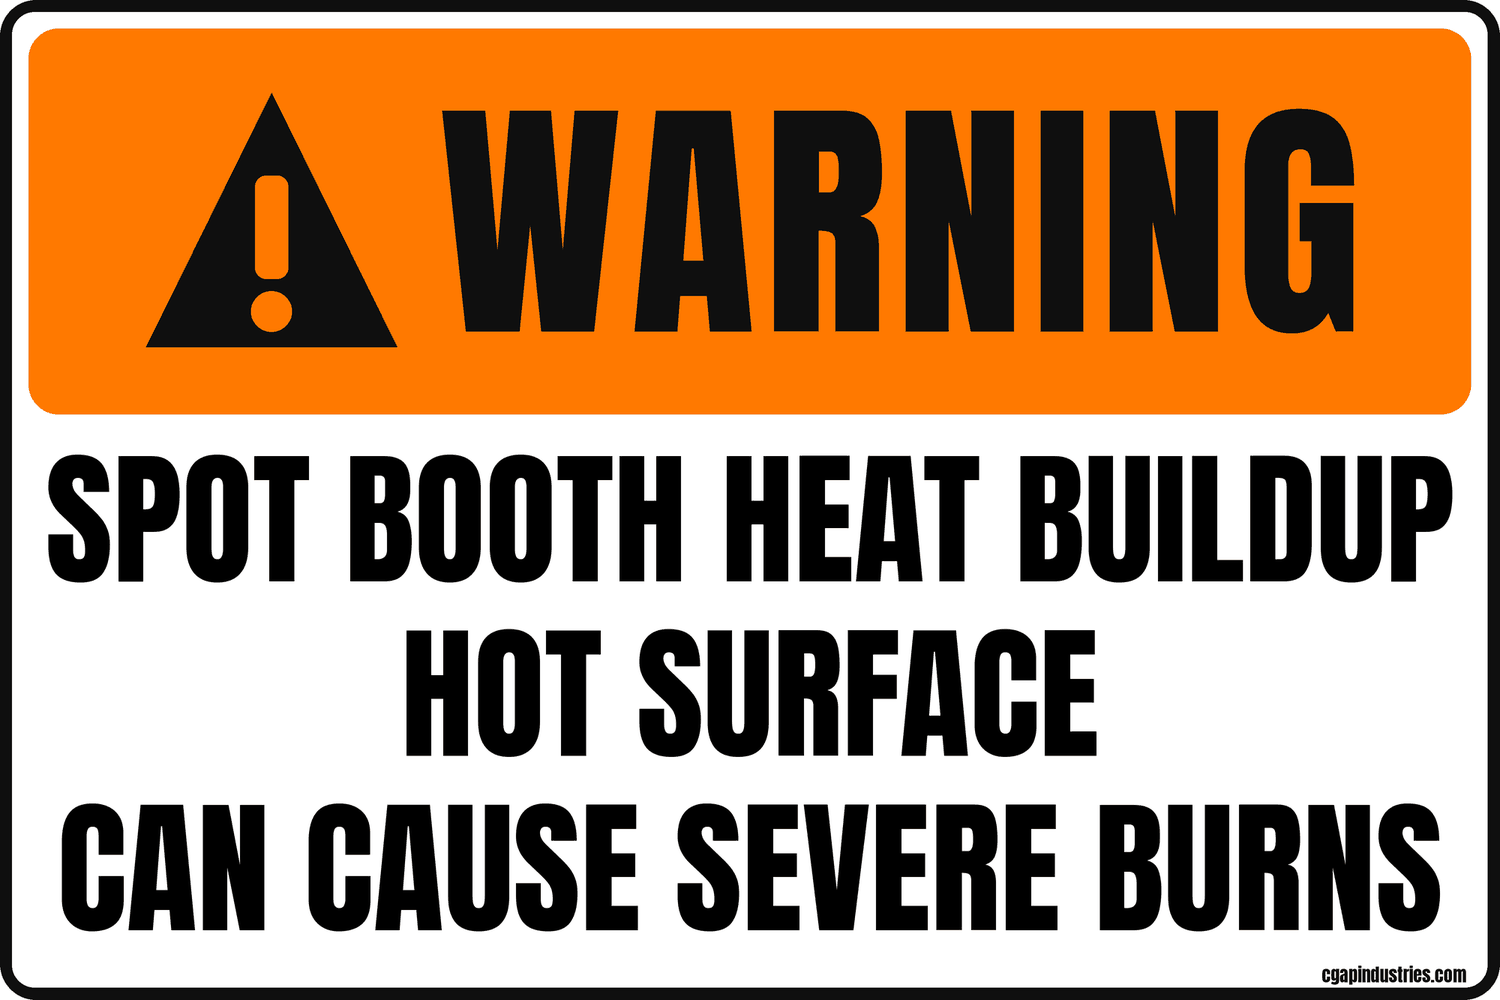 WARNING
SPOT BOOTH HEAT BUILDUP
HOT SURFACE
CAN CAUSE SEVERE BURNS
cgapindustries.com